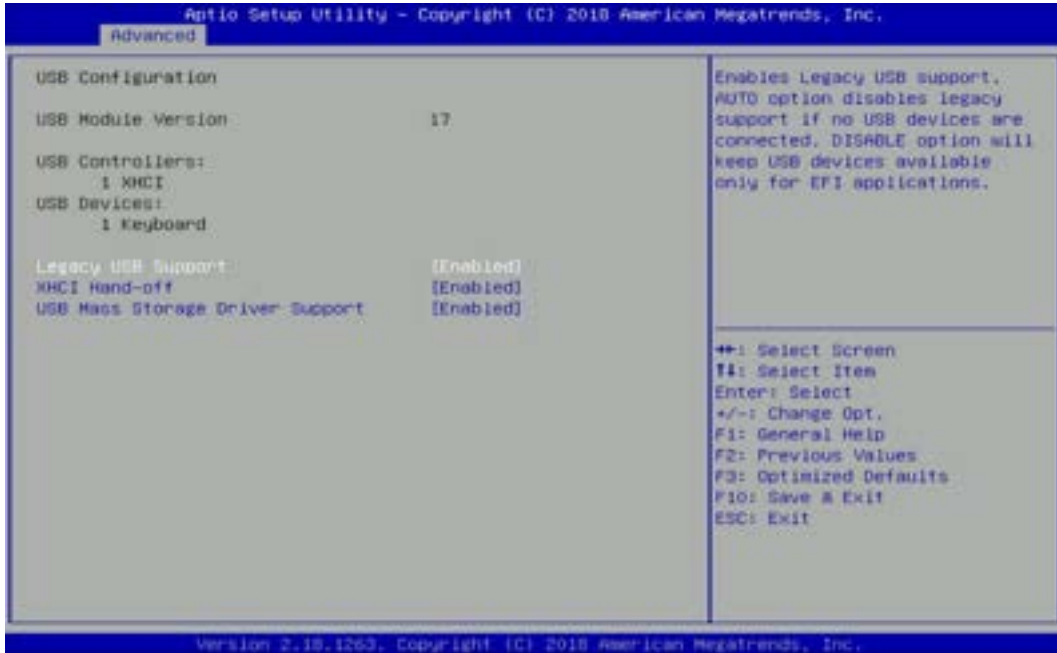 Aptio Setup Utility - Copyright (C) 2018 American Megatrends, Inc.
Advanced
USB Configuration
USB Module Version 17
USB Controllers:
1 XHCI
USB Devices:
1 Keyboard
Legacy USB Support [Enabled]
XHCI Hand-off [Enabled]
USB Mass Storage Driver Support [Enabled]
Enables Legacy USB support.
AUTO option disables legacy
support if no USB devices are
connected. DISABLE option will
keep USB devices available
only for EFI applications.
→←: Select Screen
↑↓: Select Item
Enter: Select
+/-: Change Opt.
F1: General Help
F2: Previous Values
F3: Optimized Defaults
F10: Save & Exit
ESC: Exit
Version 2.18.1263. Copyright (C) 2018 American Megatrends, Inc.